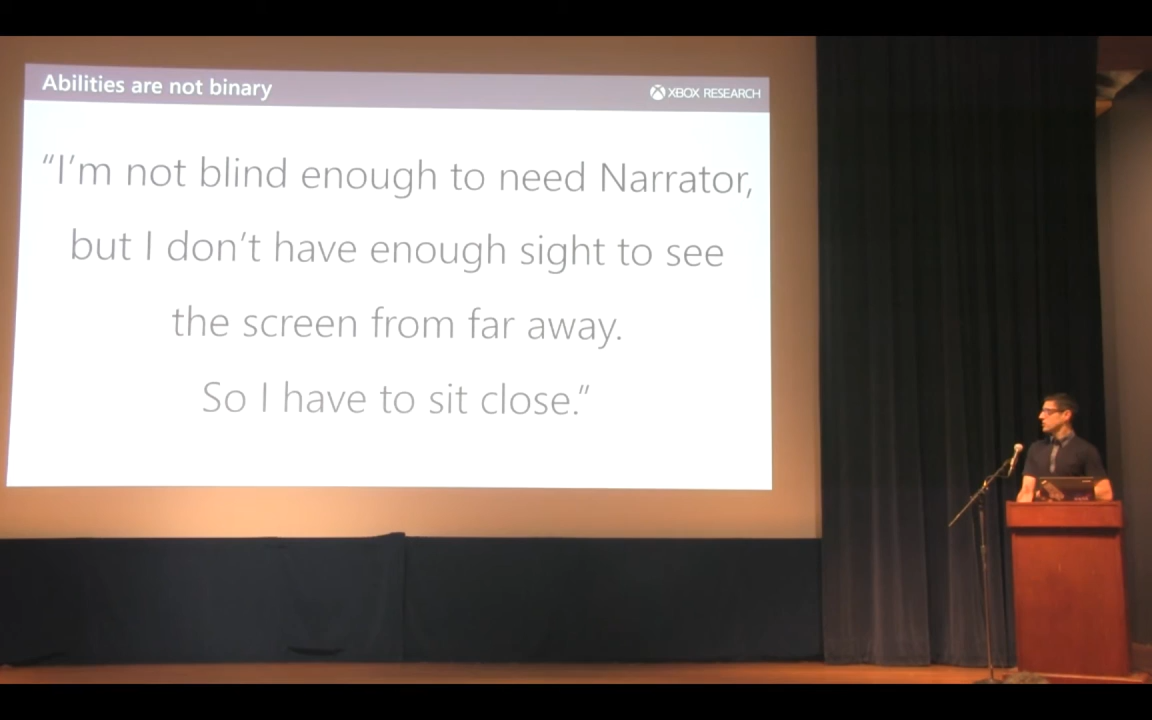 Abilities are not binary
XBOX RESEARCH
“I’m not blind enough to need Narrator,
but I don’t have enough sight to see
the screen from far away.
So I have to sit close.”